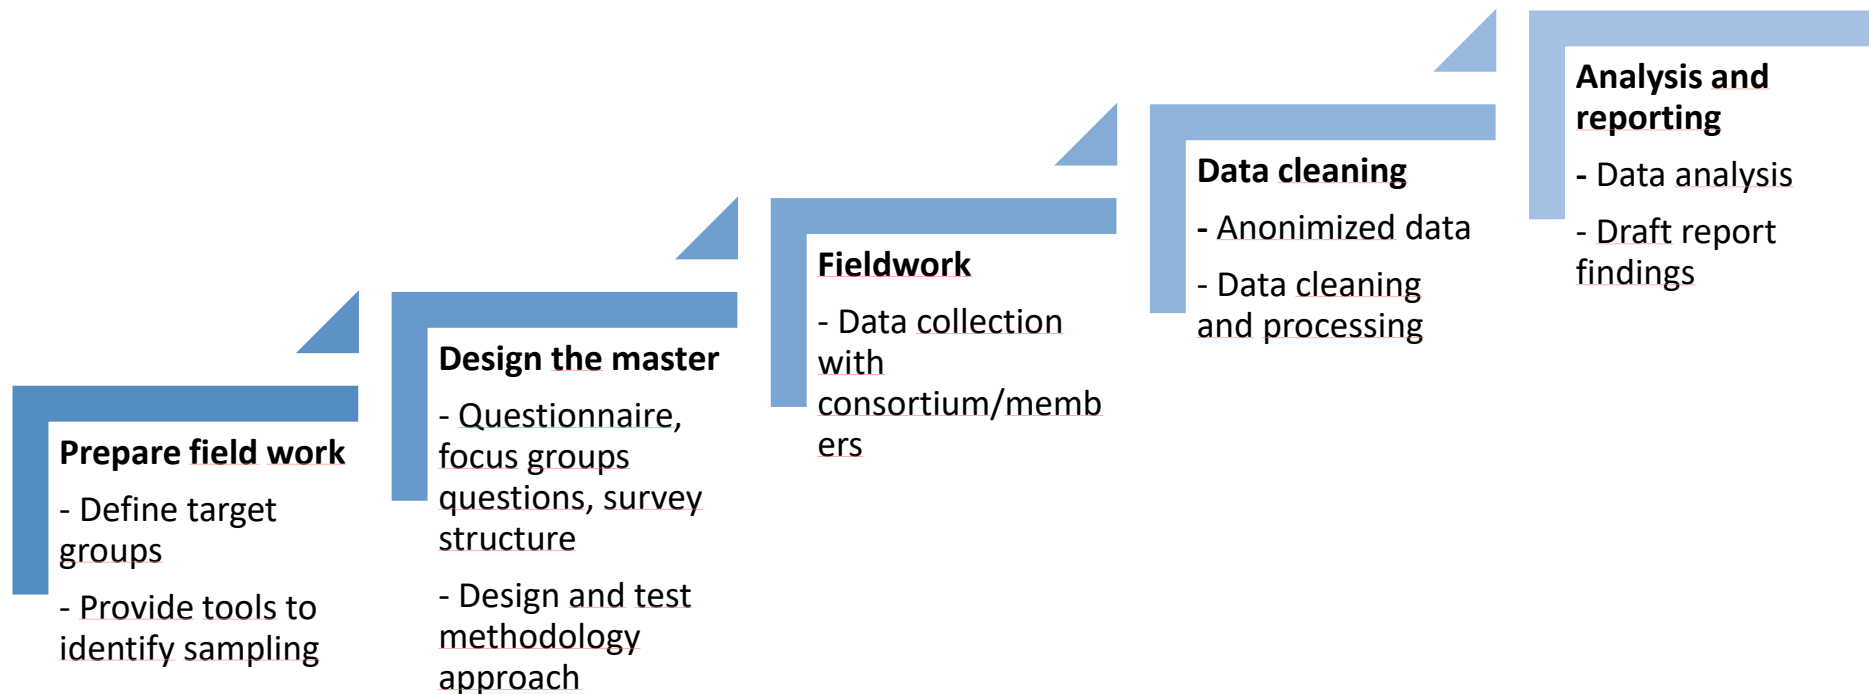 Prepare field work
- Define target
groups
- Provide tools to
identify sampling
Design the master
- Questionnaire,
focus groups
questions, survey
structure
- Design and test
methodology
approach
Fieldwork
- Data collection
with
consortium/memb
ers
Data cleaning
- Anonimized data
- Data cleaning
and processing
Analysis and
reporting
- Data analysis
- Draft report
findings